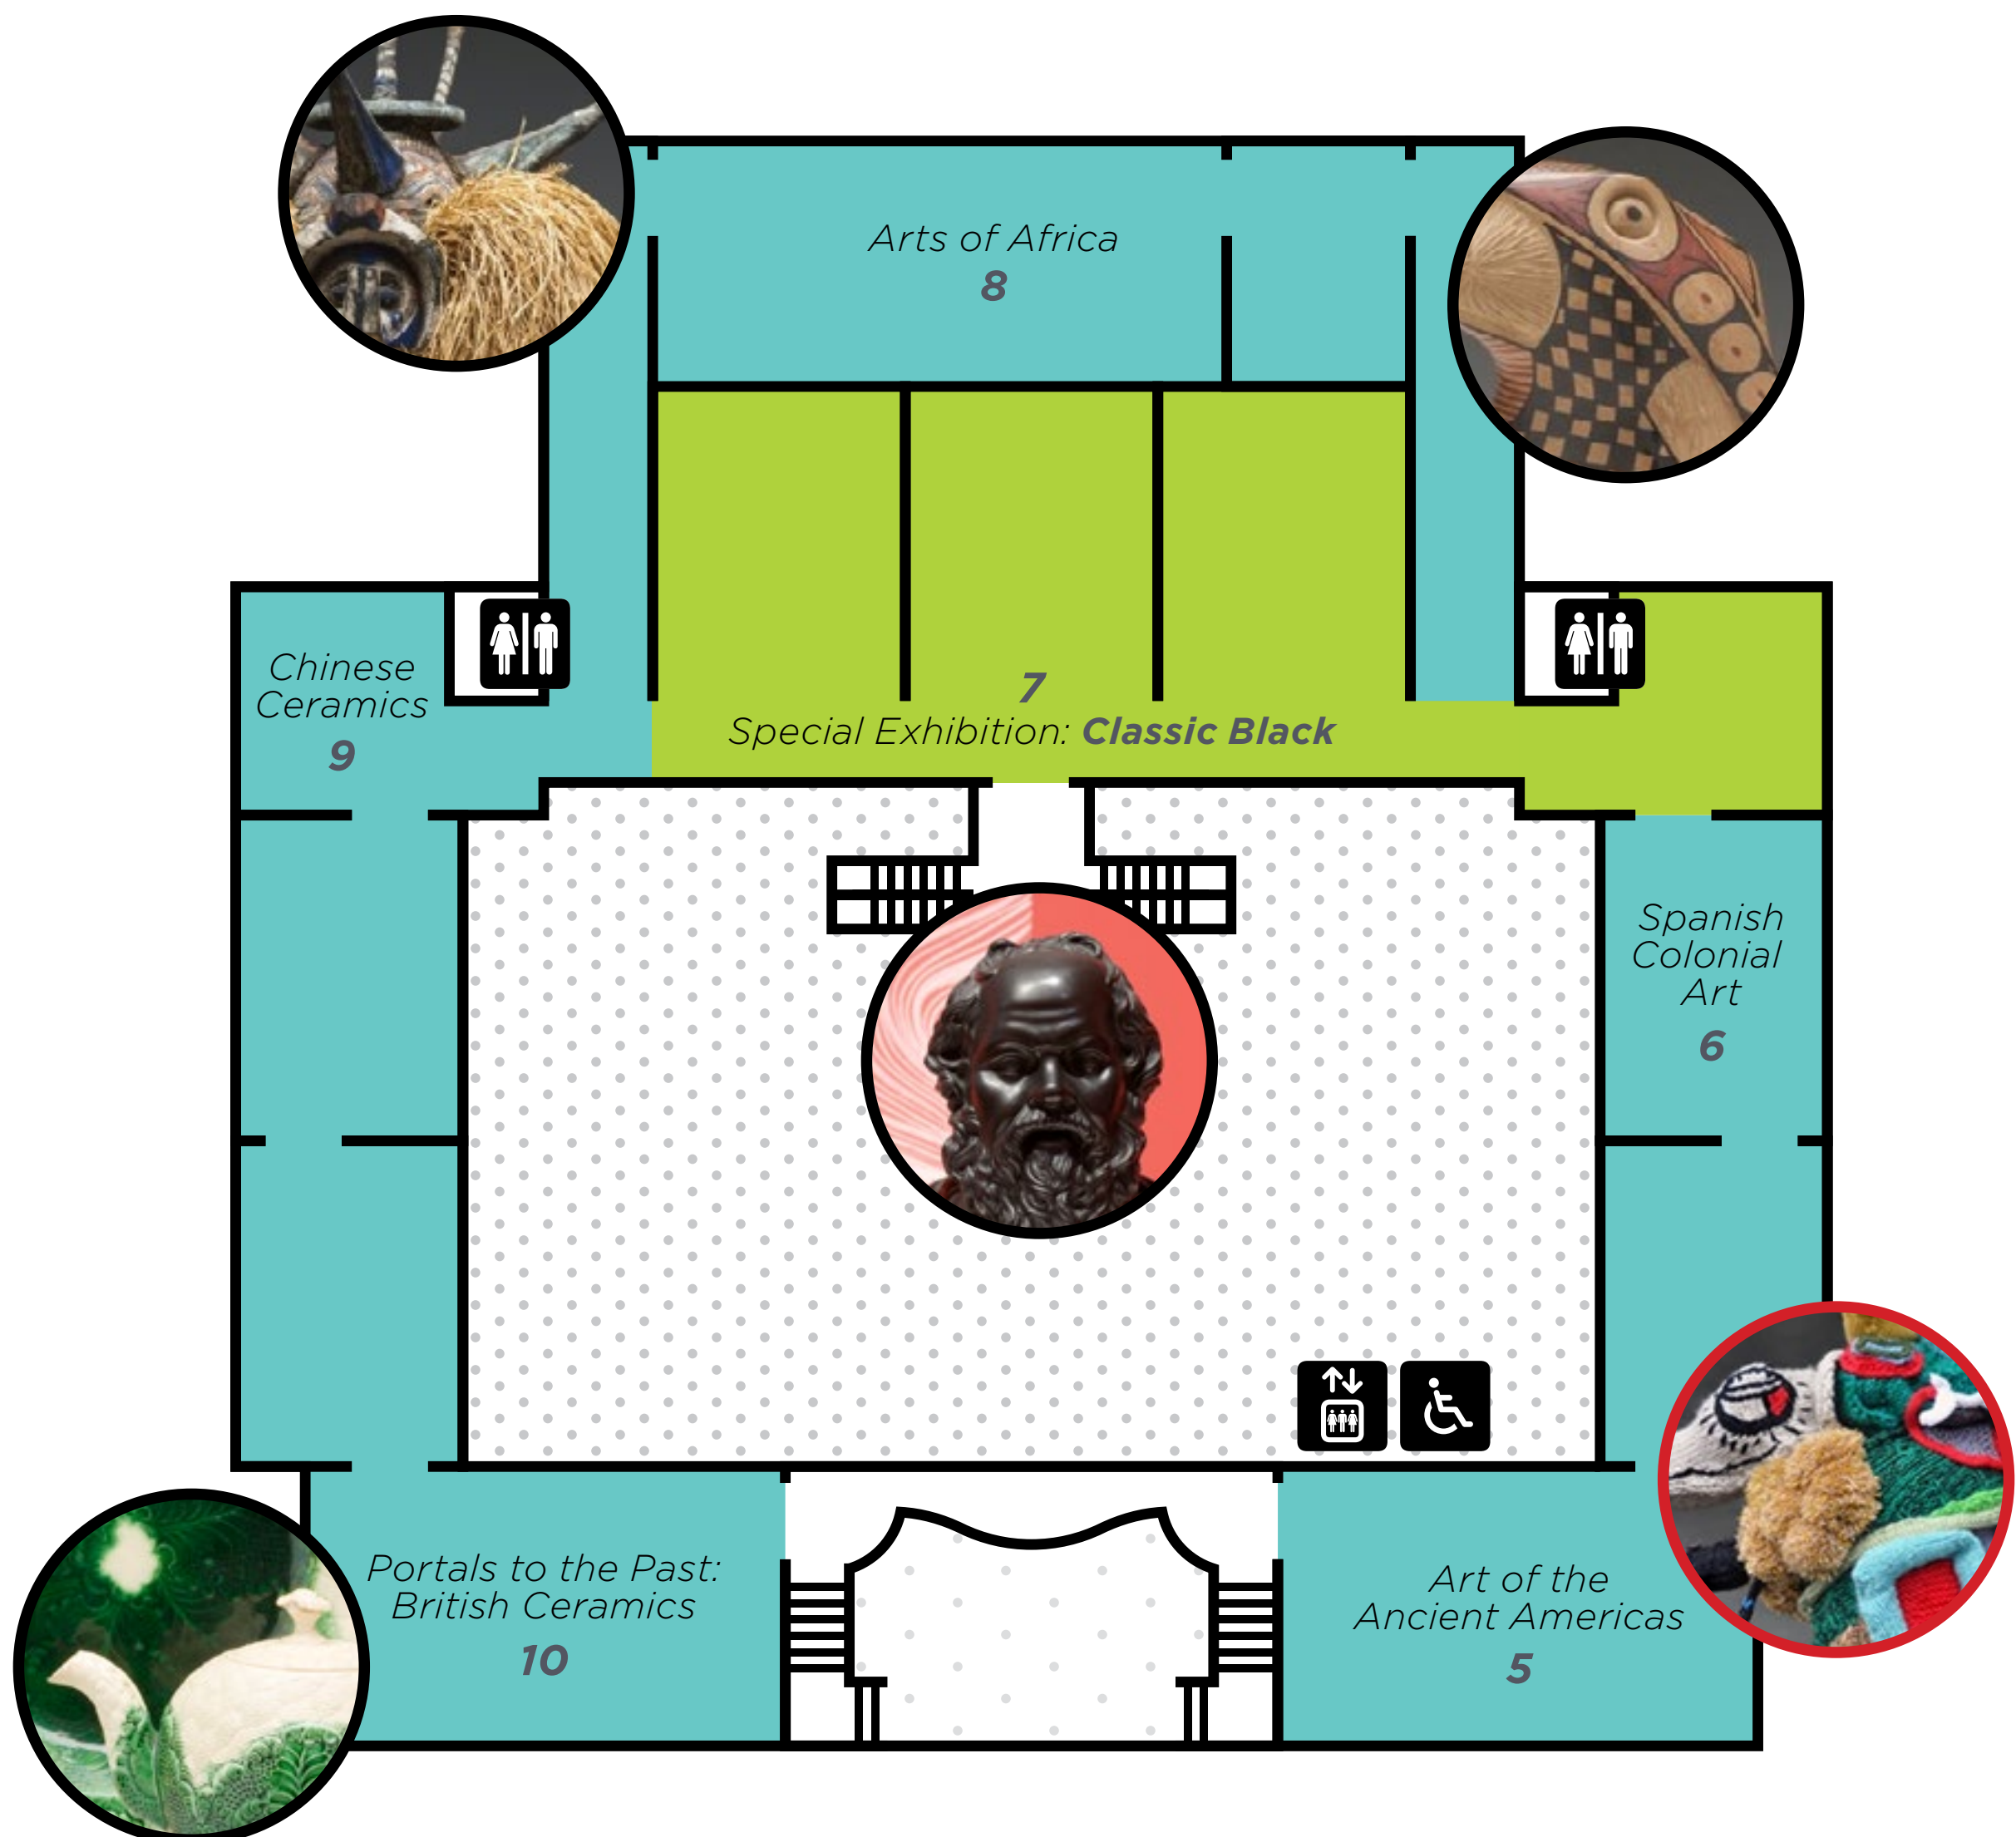 Arts of Africa
8
Chinese
Ceramics
9
7
Special Exhibition: Classic Black
Spanish
Colonial
Art
6
Portals to the Past:
British Ceramics
10
Art of the
Ancient Americas
5